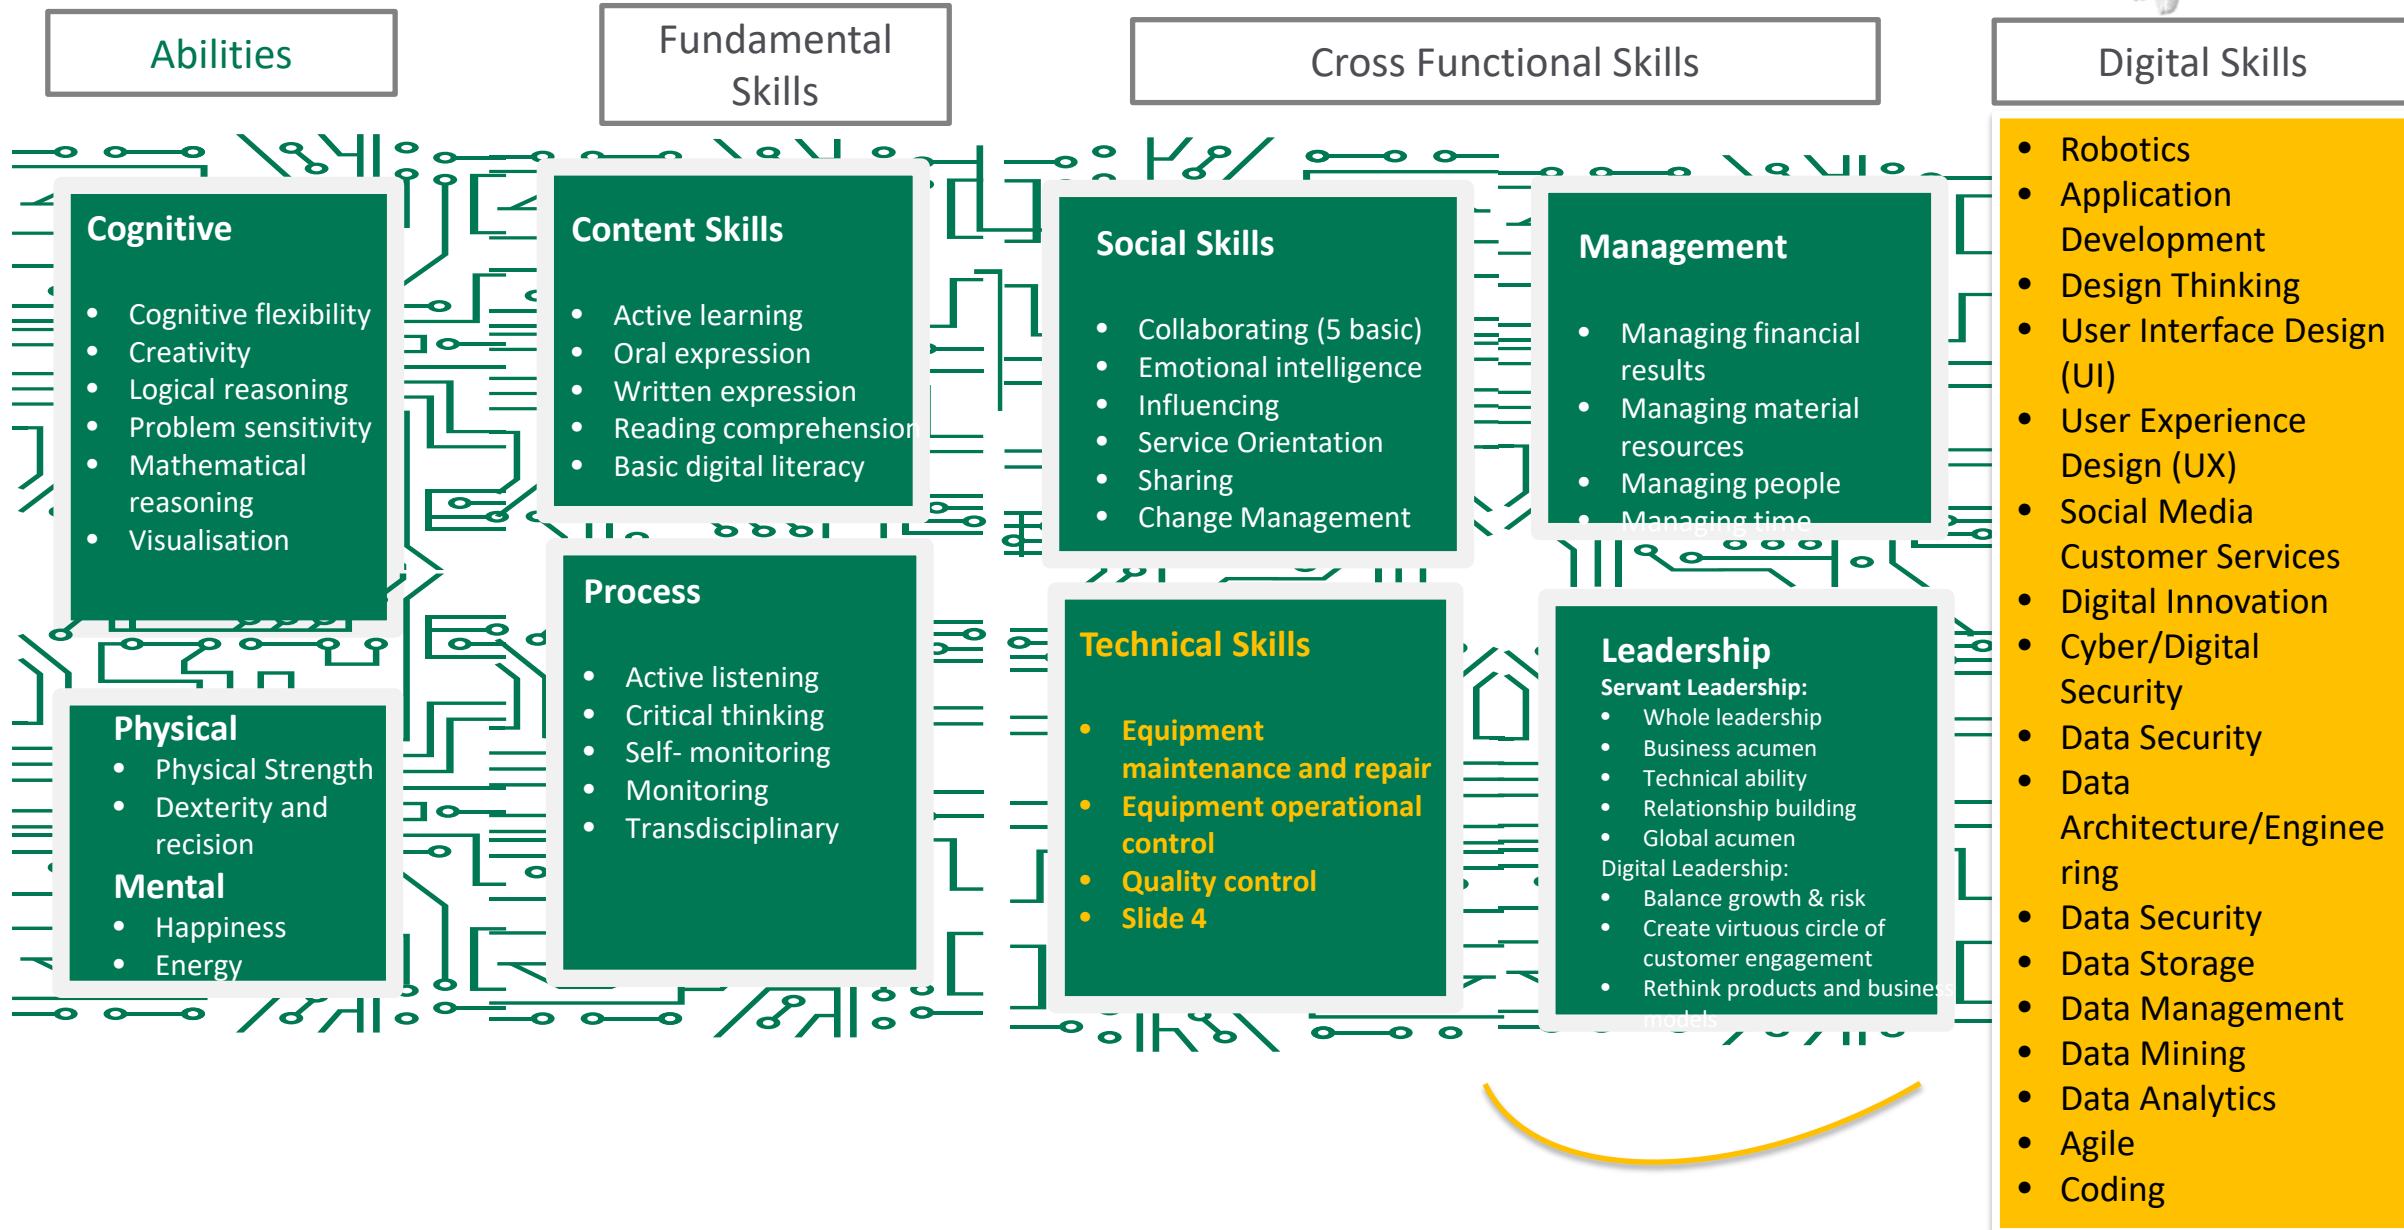 Abilities
Fundamental
Skills
Cross Functional Skills
Digital Skills
Cognitive
• Cognitive flexibility
• Creativity
• Logical reasoning
• Problem sensitivity
• Mathematical
reasoning
• Visualisation
Physical
• Physical Strength
• Dexterity and
recision
Mental
• Happiness
• Energy
Content Skills
• Active learning
• Oral expression
• Written expression
• Reading comprehension
• Basic digital literacy
Process
• Active listening
• Critical thinking
• Self- monitoring
• Monitoring
• Transdisciplinary
Social Skills
• Collaborating (5 basic)
• Emotional intelligence
• Influencing
• Service Orientation
• Sharing
• Change Management
Technical Skills
• Equipment
maintenance and repair
• Equipment operational
control
• Quality control
• Slide 4
Management
• Managing financial
results
• Managing material
resources
• Managing people
• Managing time
Leadership
Servant Leadership:
• Whole leadership
• Business acumen
• Technical ability
• Relationship building
• Global acumen
Digital Leadership:
• Balance growth & risk
• Create virtuous circle of
customer engagement
• Rethink products and business
models
• Robotics
• Application
Development
• Design Thinking
• User Interface Design
(UI)
• User Experience
Design (UX)
• Social Media
Customer Services
• Digital Innovation
• Cyber/Digital
Security
• Data Security
• Data
Architecture/Enginee
ring
• Data Security
• Data Storage
• Data Management
• Data Mining
• Data Analytics
• Agile
• Coding